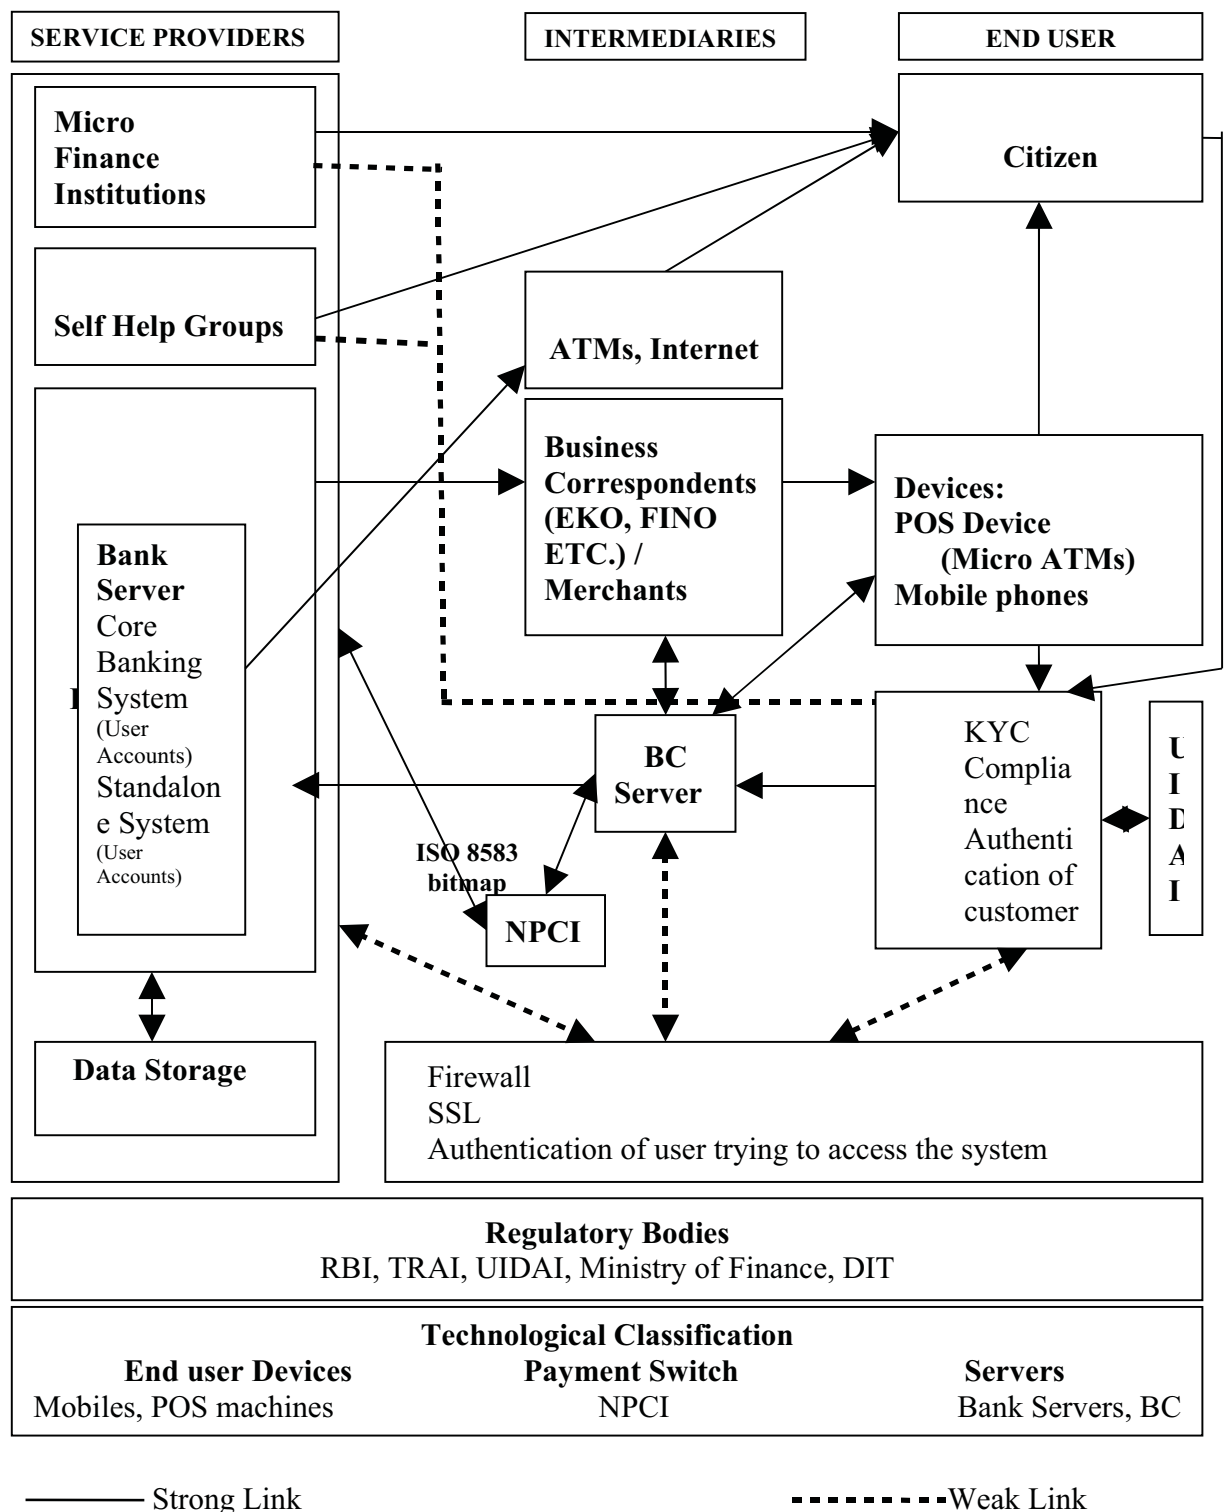 SERVICE PROVIDERS
INTERMEDIARIES
END USER
Micro
Finance
Institutions
Citizen
Self Help Groups
ATMs, Internet
Business
Correspondents
(EKO, FINO
ETC.) /
Merchants
Devices:
POS Device
(Micro ATMs)
Mobile phones
Bank
Server
Core
Banking
System
(User
Accounts)
Standalon
e System
(User
Accounts)
BC
Server
KYC
Complia
nce
Authenti
cation of
customer
U
I
D
A
I
ISO 8583
bitmap
NPCI
Data Storage
Firewall
SSL
Authentication of user trying to access the system
Regulatory Bodies
RBI, TRAI, UIDAI, Ministry of Finance, DIT
Technological Classification
End user Devices Payment Switch Servers
Mobiles, POS machines NPCI Bank Servers, BC
Strong Link Weak Link